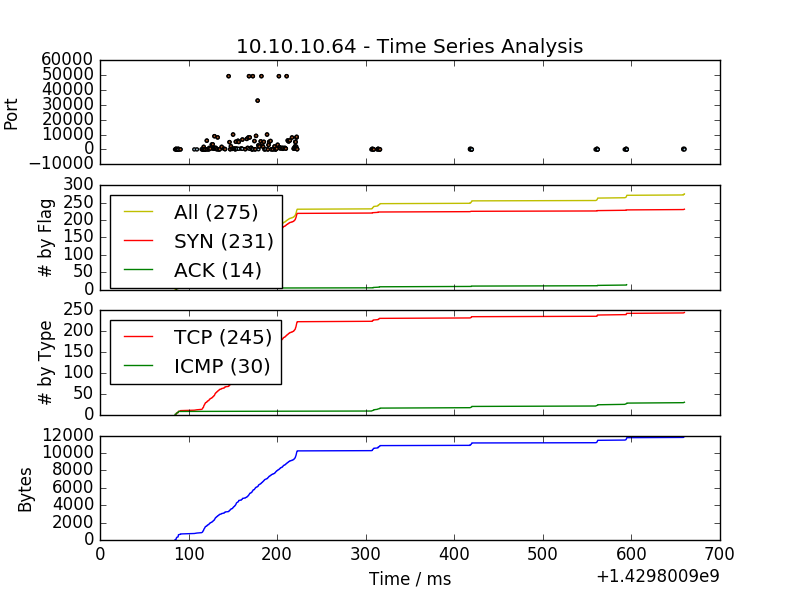 10.10.10.64 - Time Series Analysis
60000
50000
40000
30000
20000
10000
0
−10000
Port
300
250
200
150
100
50
0
# by Flag
All (275)
SYN (231)
ACK (14)
250
200
150
100
50
0
# by Type
TCP (245)
ICMP (30)
12000
10000
8000
6000
4000
2000
0
Bytes
0 100 200 300 400 500 600 700
Time / ms
+1.4298009e9